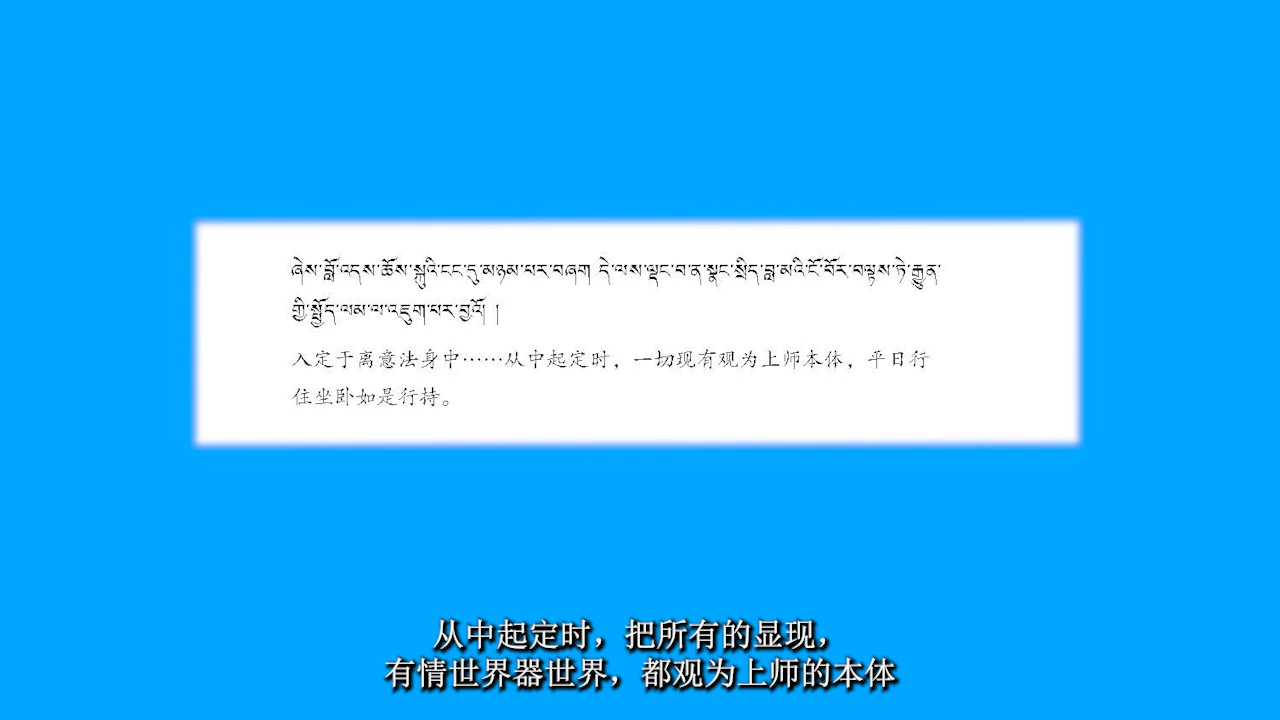 ཞེས་བློ་འདས་ཆོས་སྐུའི་ངང་དུ་མཉམ་པར་བཞག དེ་ལས་ལྡང་བ་ན་སྣང་སྲིད་བླ་མའི་ངོ་བོར་བལྟས་ཏེ་རྒྱུན་
གྱི་སྤྱོད་ལམ་ལ་འཇུག་པར་བྱའོ། །
入定于离意法身中……从中起定时，一切现有观为上师本体，平日行
住坐卧如是行持。
从中起定时，把所有的显现，
有情世界器世界，都观为上师的本体